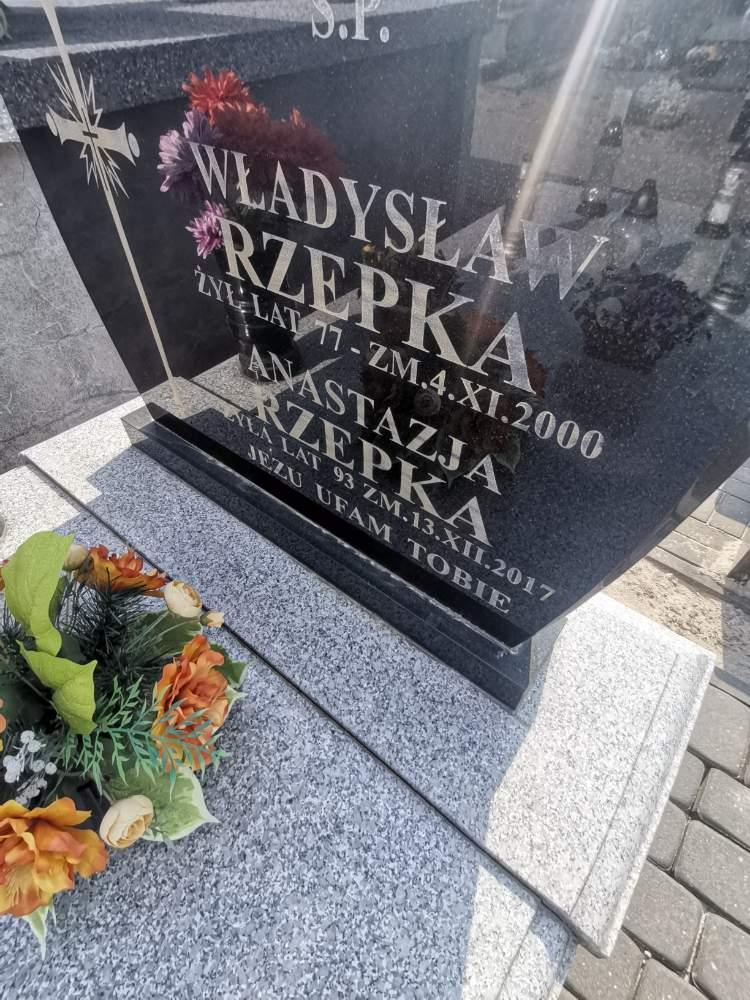 Ś.P.
WŁADYSŁAW
RZEPKA
ŻYŁ LAT 77 - ZM.4.XI.2000
ANASTAZJA
RZEPKA
ŻYŁA LAT 93 ZM.13.XII.2017
JEZU UFAM TOBIE